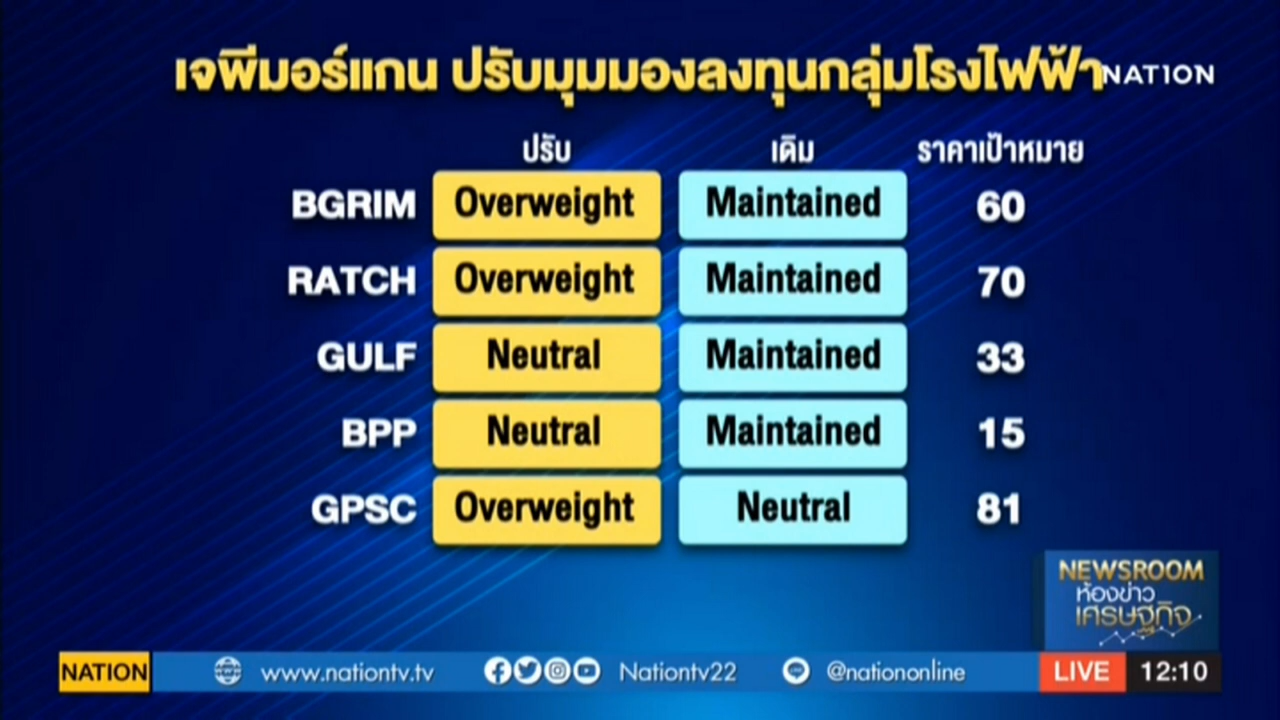 เจพีมอร์แกน ปรับมุมมองลงทุนกลุ่มโรงไฟฟ้า NATION
ปรับ เดิม ราคาเป้าหมาย
BGRIM Overweight Maintained 60
RATCH Overweight Maintained 70
GULF Neutral Maintained 33
BPP Neutral Maintained 15
GPSC Overweight Neutral 81
NEWSROOM
ห้องข่าว
เศรษฐกิจ
NATION www.nationtv.tv Nationtv22 @nationonline LIVE 12:10